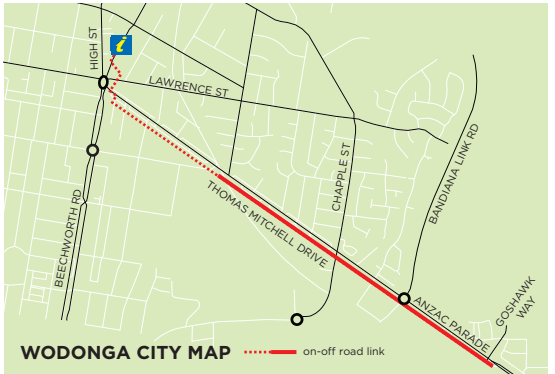 HIGH ST
i
LAWRENCE ST
CHAPPLE ST
BANDIANA LINK RD
BEECHWORTH RD
THOMAS MITCHELL DRIVE
ANZAC PARADE
GOSHAWK
WAY
WODONGA CITY MAP
on-off road link